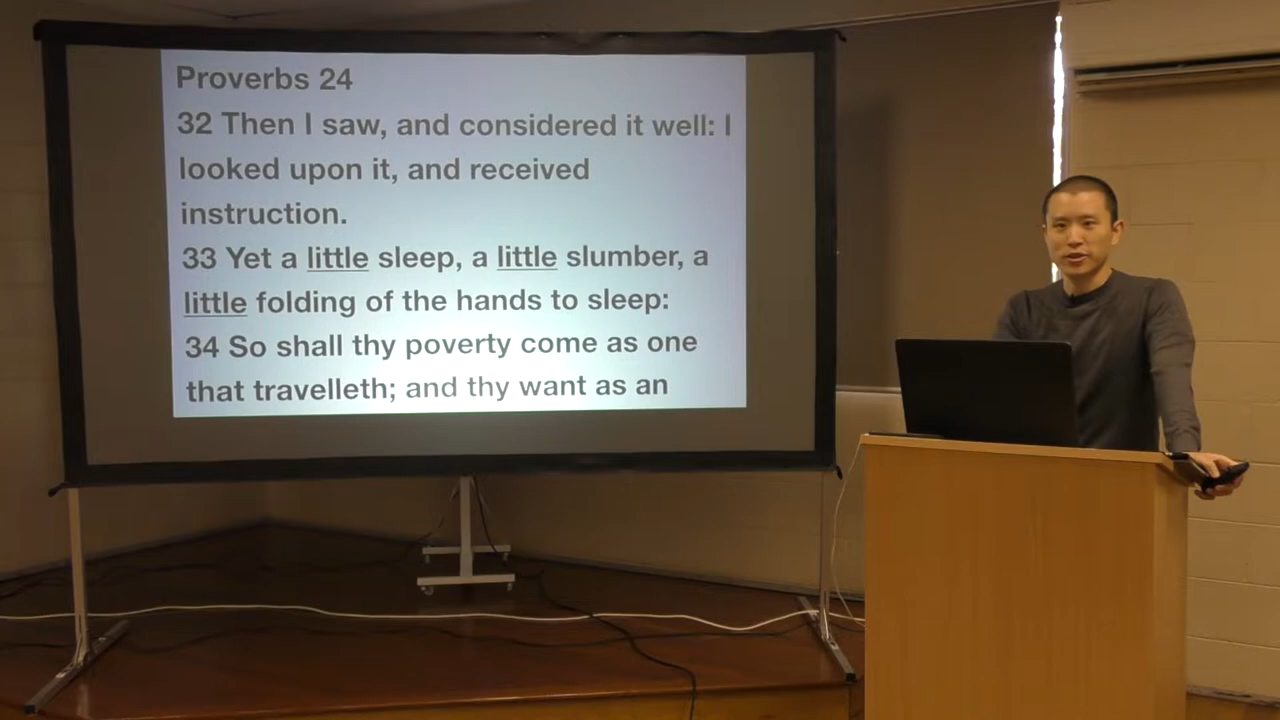 Proverbs 24
32 Then I saw, and considered it well: I
looked upon it, and received
instruction.
33 Yet a little sleep, a little slumber, a
little folding of the hands to sleep:
34 So shall thy poverty come as one
that travelleth; and thy want as an